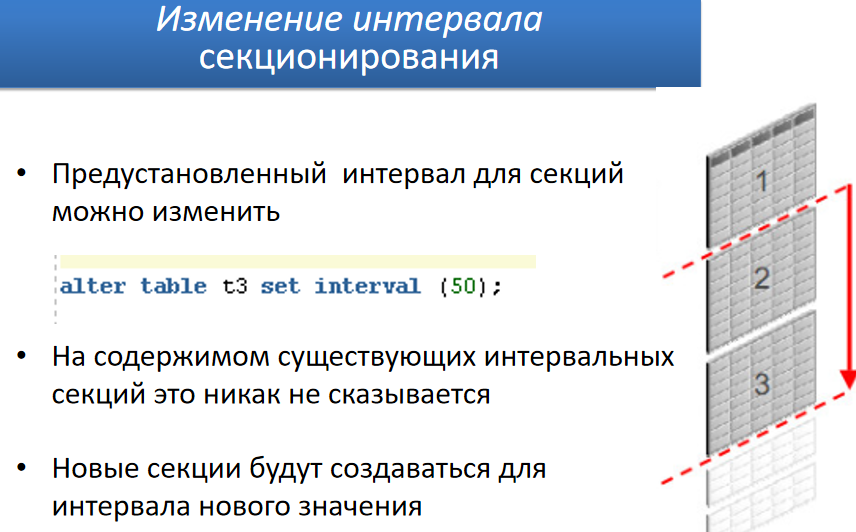 Изменение интервала
секционирования
• Предустановленный интервал для секций
можно изменить
alter table t3 set interval (50);
• На содержимом существующих интервальных
секций это никак не сказывается
• Новые секции будут создаваться для
интервала нового значения
1
2
3